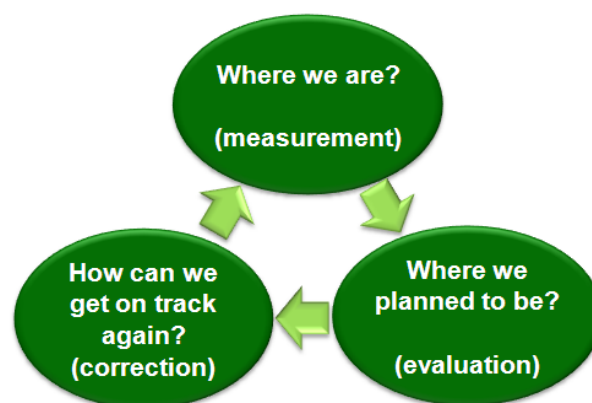 Where we are?
(measurement)
Where we
planned to be?
(evaluation)
How can we
get on track
again?
(correction)